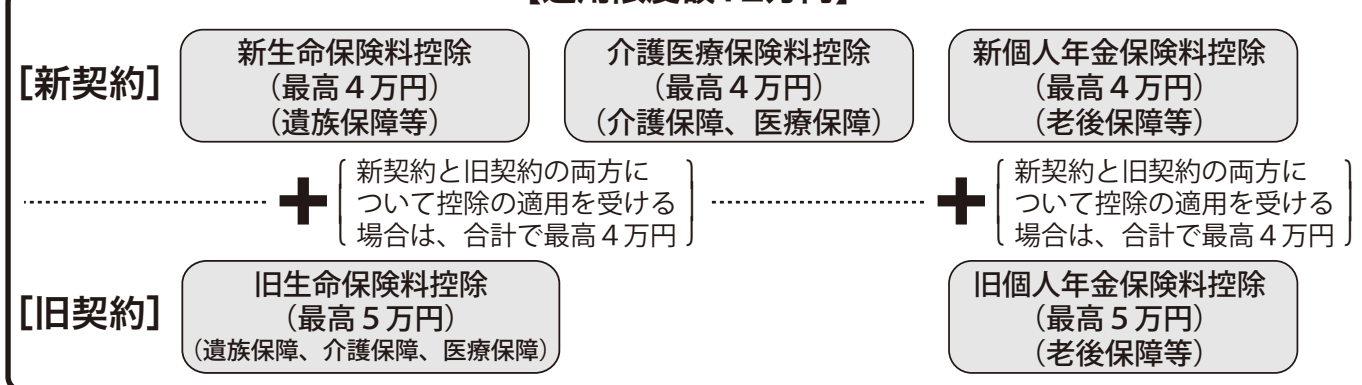 [新契約]
新生命保険料控除
（最高４万円）
（遺族保障等）
介護医療保険料控除
（最高４万円）
（介護保障、医療保障）
新個人年金保険料控除
（最高４万円）
（老後保障等）
＋
新契約と旧契約の両方に
ついて控除の適用を受ける
場合は、合計で最高４万円
＋
新契約と旧契約の両方に
ついて控除の適用を受ける
場合は、合計で最高４万円
[旧契約]
旧生命保険料控除
（最高５万円）
（遺族保障、介護保障、医療保障）
旧個人年金保険料控除
（最高５万円）
（老後保障等）